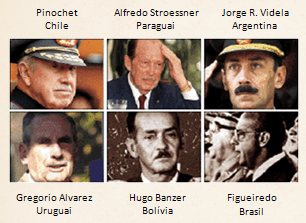 Pinochet
Chile
Alfredo Stroessner
Paraguai
Jorge R. Videla
Argentina
Gregorio Alvarez
Uruguai
Hugo Banzer
Bolívia
Figueiredo
Brasil